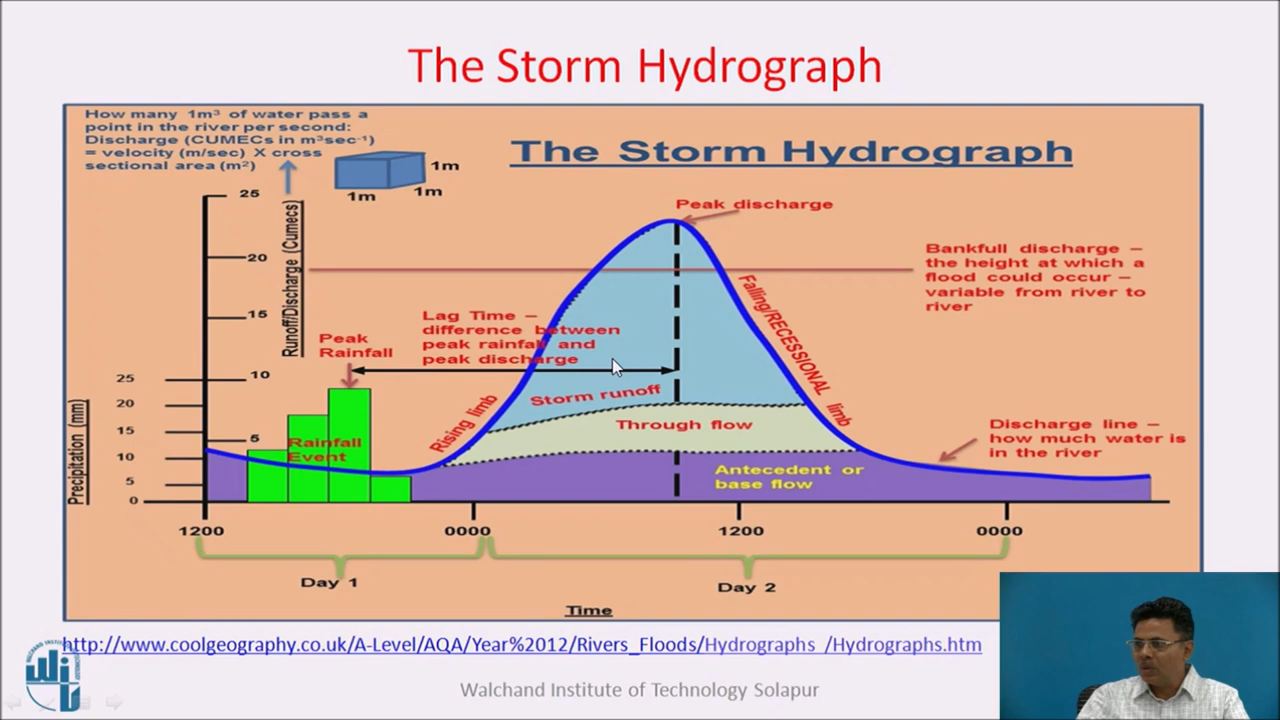 The Storm Hydrograph
How many 1m³ of water pass a
point in the river per second:
Discharge (CUMECs in m³sec⁻¹)
= velocity (m/sec) X cross
sectional area (m²)
1m
1m
1m
The Storm Hydrograph
Peak discharge
25
20
15
10
5
Runoff/Discharge (Cumecs)
Bankfull discharge –
the height at which a
flood could occur –
variable from river to
river
Lag Time –
difference between
peak rainfall and
peak discharge
Peak
Rainfall
Falling/RECESSIONAL limb
Rising limb
Storm runoff
Through flow
Antecedent or
base flow
Discharge line –
how much water is
in the river
Rainfall
Event
25
20
15
10
5
0
Precipitation (mm)
1200
0000
1200
0000
Day 1
Day 2
Time
http://www.coolgeography.co.uk/A-Level/AQA/Year%2012/Rivers_Floods/Hydrographs /Hydrographs.htm
Walchand Institute of Technology Solapur